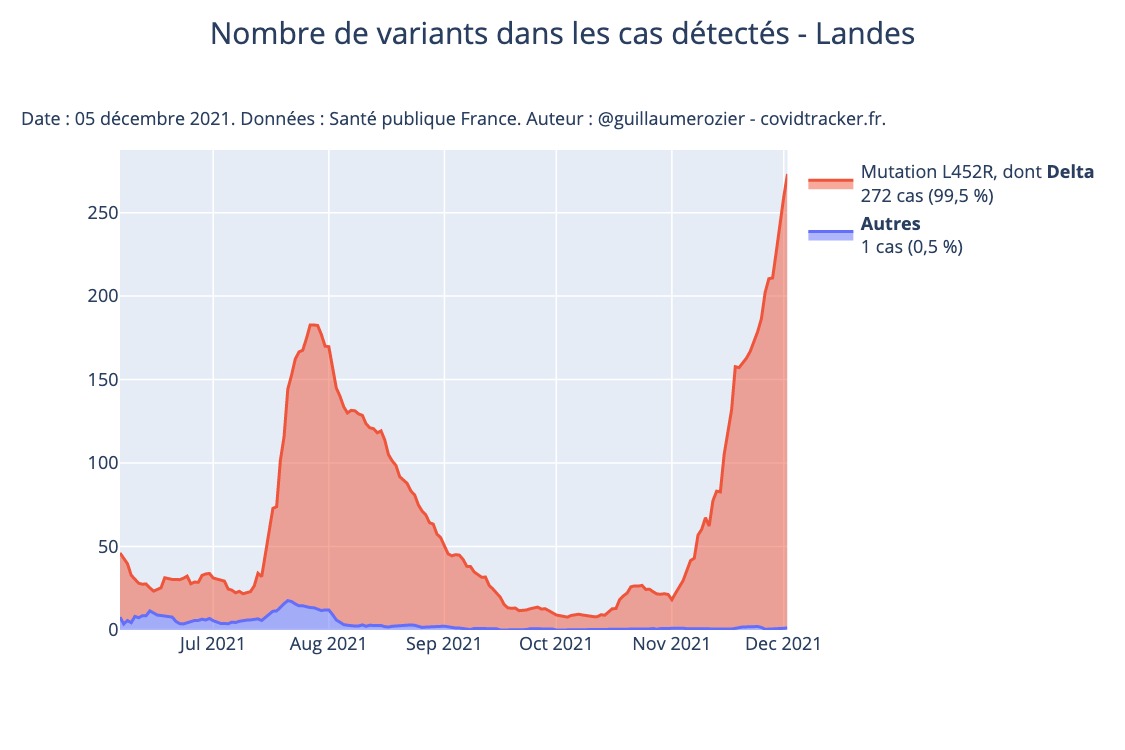 Nombre de variants dans les cas détectés - Landes
Date : 05 décembre 2021. Données : Santé publique France. Auteur : @guillaumerozier - covidtracker.fr.
Mutation L452R, dont Delta
272 cas (99,5 %)
Autres
1 cas (0,5 %)
250
200
150
100
50
0
Jul 2021
Aug 2021
Sep 2021
Oct 2021
Nov 2021
Dec 2021